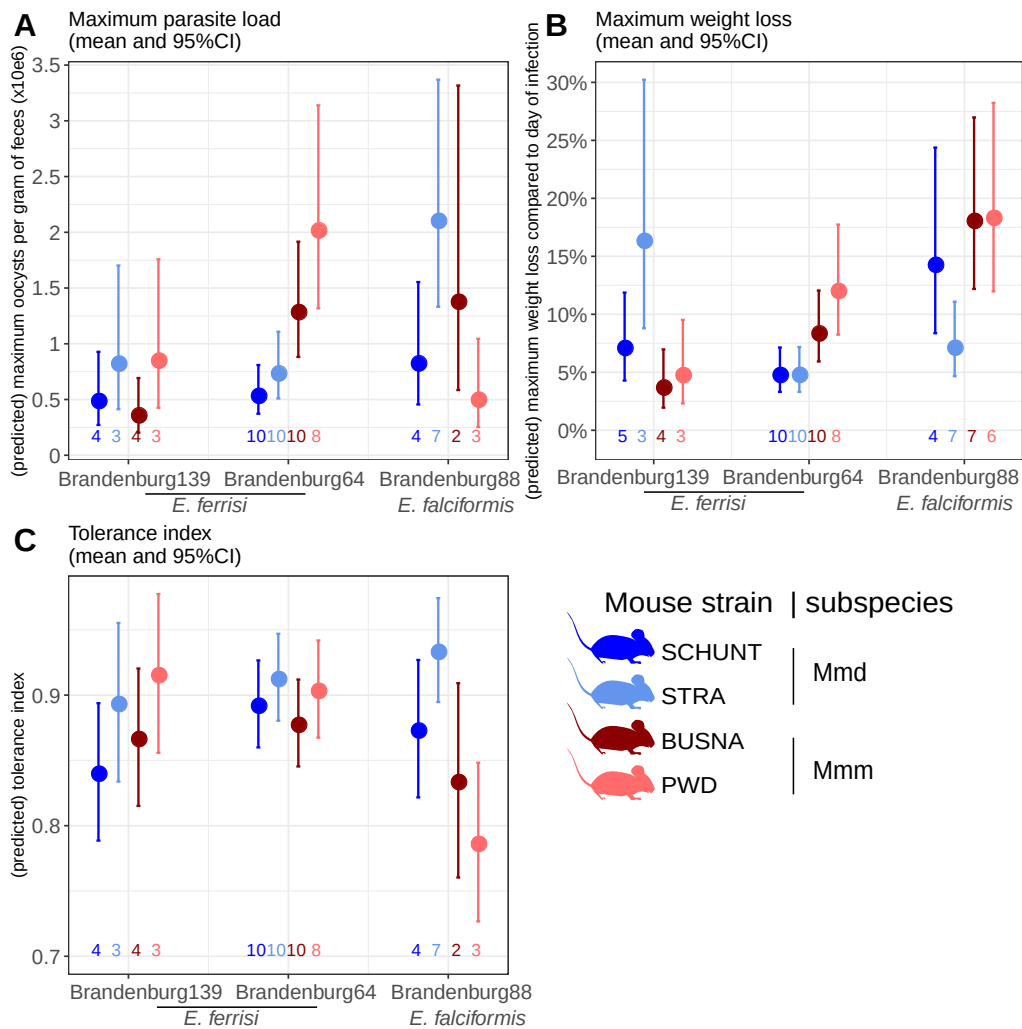 A
Maximum parasite load
(mean and 95%CI)
(predicted) maximum oocysts per gram of feces (x10e6)
3.5
3
2.5
2
1.5
1
0.5
0
4 3 4 3 10 10 10 8 4 7 2 3
Brandenburg139 Brandenburg64 Brandenburg88
E. ferrisi E. falciformis
B
Maximum weight loss
(mean and 95%CI)
(predicted) maximum weight loss compared to day of infection
30%
25%
20%
15%
10%
5%
0%
5 3 4 3 10 10 10 8 4 7 7 6
Brandenburg139 Brandenburg64 Brandenburg88
E. ferrisi E. falciformis
C
Tolerance index
(mean and 95%CI)
(predicted) tolerance index
0.9
0.8
0.7
4 3 4 3 10 10 10 8 4 7 2 3
Brandenburg139 Brandenburg64 Brandenburg88
E. ferrisi E. falciformis
Mouse strain | subspecies
SCHUNT
STRA
Mmd
BUSNA
PWD
Mmm